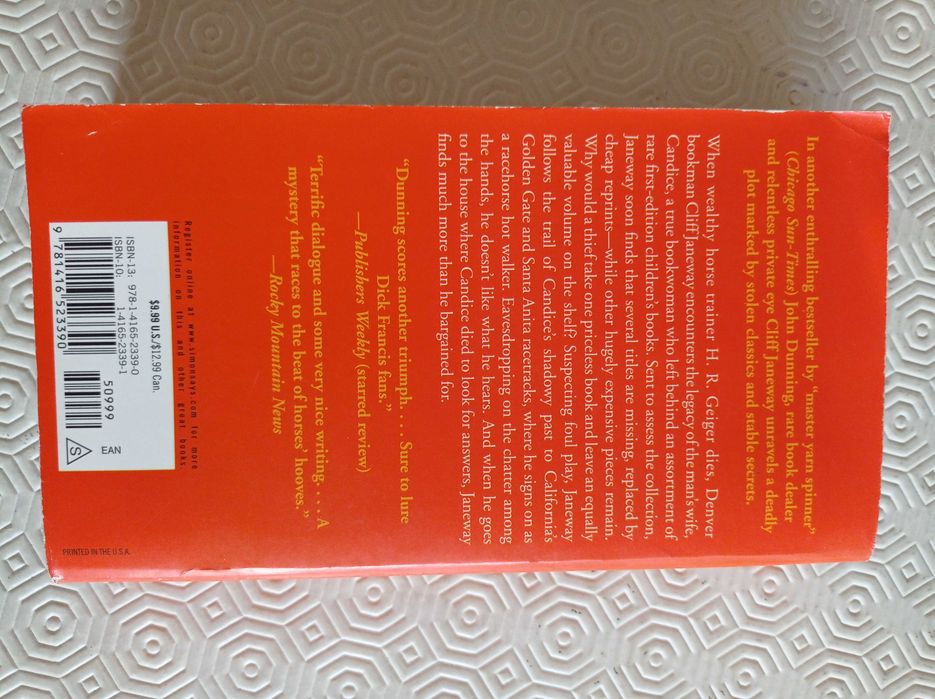 In another enthralling bestseller by "master yarn spinner"
(Chicago Sun-Times) John Dunning, rare book dealer
and relentless private eye Cliff Janeway unravels a deadly
plot marked by stolen classics and stable secrets.
When wealthy horse trainer H. R. Geiger dies, Denver
bookman Cliff Janeway encounters the legacy of the man's wife,
Candice, a true bookwoman who left behind an assortment of
rare first-edition children's books. Sent to assess the collection,
Janeway soon finds that several titles are missing, replaced by
cheap reprints—while other hugely expensive pieces remain.
Why would a thief take one priceless book and leave an equally
valuable volume on the shelf? Suspecting foul play, Janeway
follows the trail of Candice's shadowy past to California's
Golden Gate and Santa Anita racetracks, where he signs on as
a racehorse hot walker. Eavesdropping on the chatter among
the hands, he doesn't like what he hears. And when he goes
to the house where Candice died to look for answers, Janeway
finds much more than he bargained for.
"Dunning scores another triumph. . . . Sure to lure
Dick Francis fans."
—Publishers Weekly (starred review)
"Terrific dialogue and some very nice writing. . . . A
mystery that races to the beat of horses' hooves."
—Rocky Mountain News
Register online at www.simonsays.com for more
information on this and other great books.
$9.99 U.S./$12.99 Can.
ISBN-13: 978-1-4165-2339-0
ISBN-10: 1-4165-2339-1
9 781416 523390
50999
S
EAN
PRINTED IN THE U.S.A.